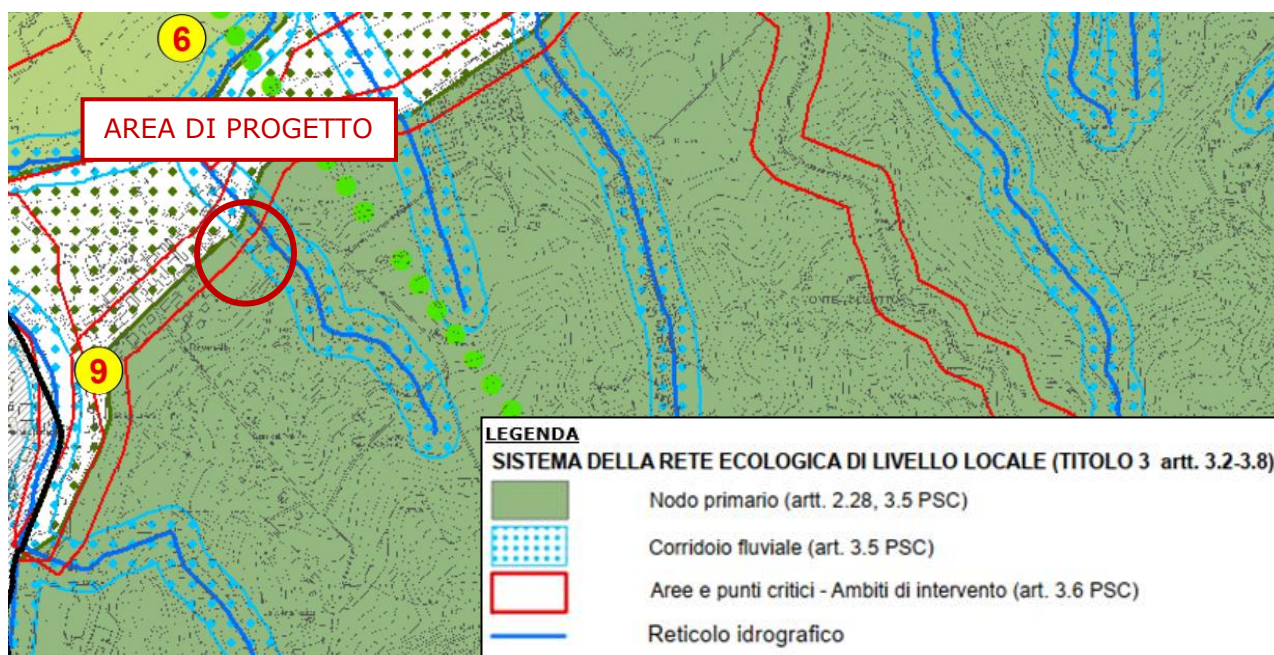 6
AREA DI PROGETTO
9
LEGENDA
SISTEMA DELLA RETE ECOLOGICA DI LIVELLO LOCALE (TITOLO 3 artt. 3.2-3.8)
Nodo primario (artt. 2.28, 3.5 PSC)
Corridoio fluviale (art. 3.5 PSC)
Aree e punti critici - Ambiti di intervento (art. 3.6 PSC)
Reticolo idrografico